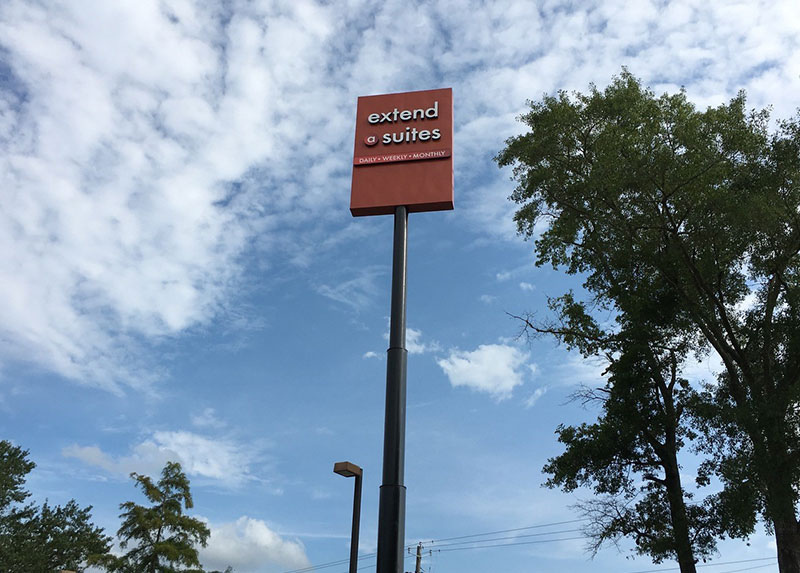 extend
a suites
DAILY • WEEKLY • MONTHLY